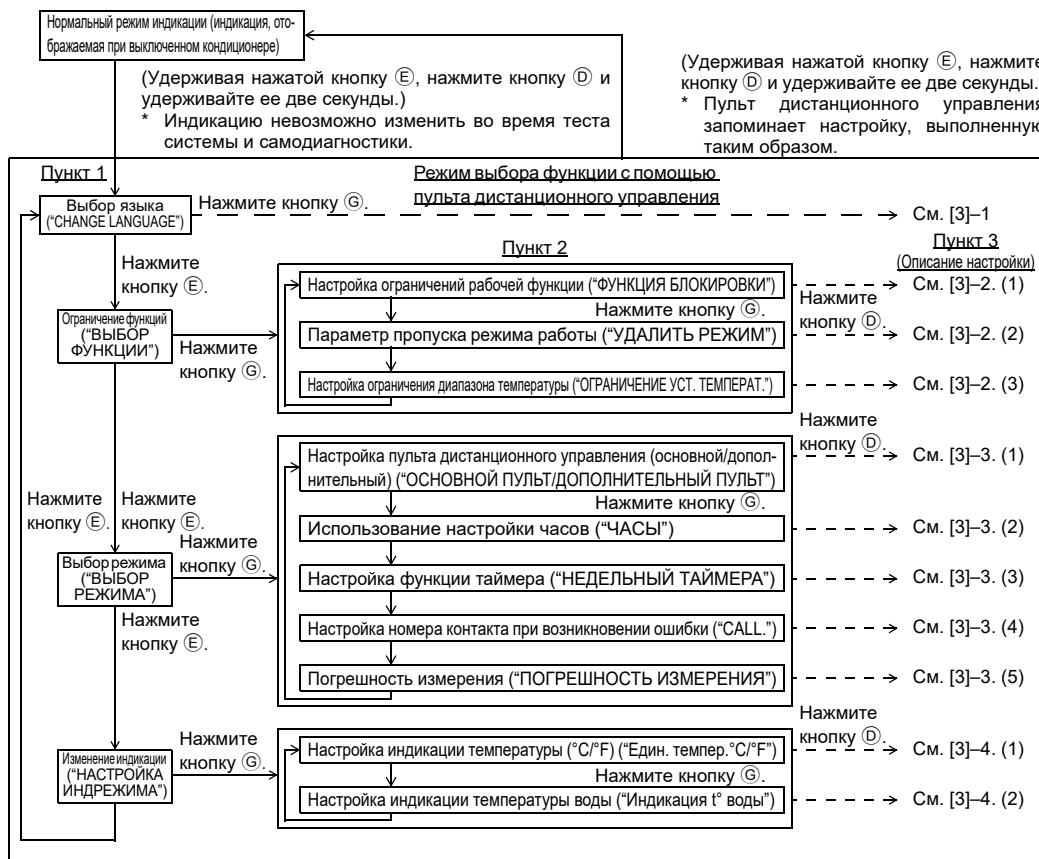 Нормальный режим индикации (индикация, ото-
бражаемая при выключенном кондиционере)
(Удерживая нажатой кнопку Ⓔ, нажмите кнопку Ⓓ и
удерживайте ее две секунды.)
* Индикацию невозможно изменить во время теста
системы и самодиагностики.
(Удерживая нажатой кнопку Ⓔ, нажмите
кнопку Ⓓ и удерживайте ее две секунды.
* Пульт дистанционного управления
запоминает настройку, выполненную
таким образом.
Пункт 1
Режим выбора функции с помощью
пульта дистанционного управления
Выбор языка
(“CHANGE LANGUAGE”)
Нажмите кнопку Ⓖ.
См. [3]–1
Пункт 2
Пункт 3
(Описание настройки)
Нажмите
кнопку Ⓔ.
Настройка ограничений рабочей функции (“ФУНКЦИЯ БЛОКИРОВКИ”)
См. [3]–2. (1)
Нажмите кнопку Ⓖ.
Нажмите
кнопку Ⓓ.
Ограничение функций
(“ВЫБОР
ФУНКЦИИ”)
Нажмите
кнопку Ⓖ.
Параметр пропуска режима работы (“УДАЛИТЬ РЕЖИМ”)
См. [3]–2. (2)
Настройка ограничения диапазона температуры (“ОГРАНИЧЕНИЕ УСТ. ТЕМПЕРАТ.”)
См. [3]–2. (3)
Нажмите
кнопку Ⓓ.
Настройка пульта дистанционного управления (основной/допол-
нительный) (“ОСНОВНОЙ ПУЛЬТ/ДОПОЛНИТЕЛЬНЫЙ ПУЛЬТ”)
См. [3]–3. (1)
Нажмите кнопку Ⓖ.
Нажмите
кнопку Ⓔ.
Нажмите
кнопку Ⓔ.
Использование настройки часов (“ЧАСЫ”)
См. [3]–3. (2)
Нажмите
кнопку Ⓖ.
Выбор режима
(“ВЫБОР
РЕЖИМА”)
Настройка функции таймера (“НЕДЕЛЬНЫЙ ТАЙМЕРА”)
См. [3]–3. (3)
Нажмите
кнопку Ⓔ.
Настройка номера контакта при возникновении ошибки (“CALL.”)
См. [3]–3. (4)
Погрешность измерения (“ПОГРЕШНОСТЬ ИЗМЕРЕНИЯ”)
См. [3]–3. (5)
Нажмите
кнопку Ⓓ.
Изменение индикации
(“НАСТРОЙКА
ИНДРЕЖИМА”)
Нажмите
кнопку Ⓖ.
Настройка индикации температуры (°C/°F) (“Един. темпер.°C/°F”)
См. [3]–4. (1)
Нажмите кнопку Ⓖ.
Настройка индикации температуры воды (“Индикация t° воды”)
См. [3]–4. (2)